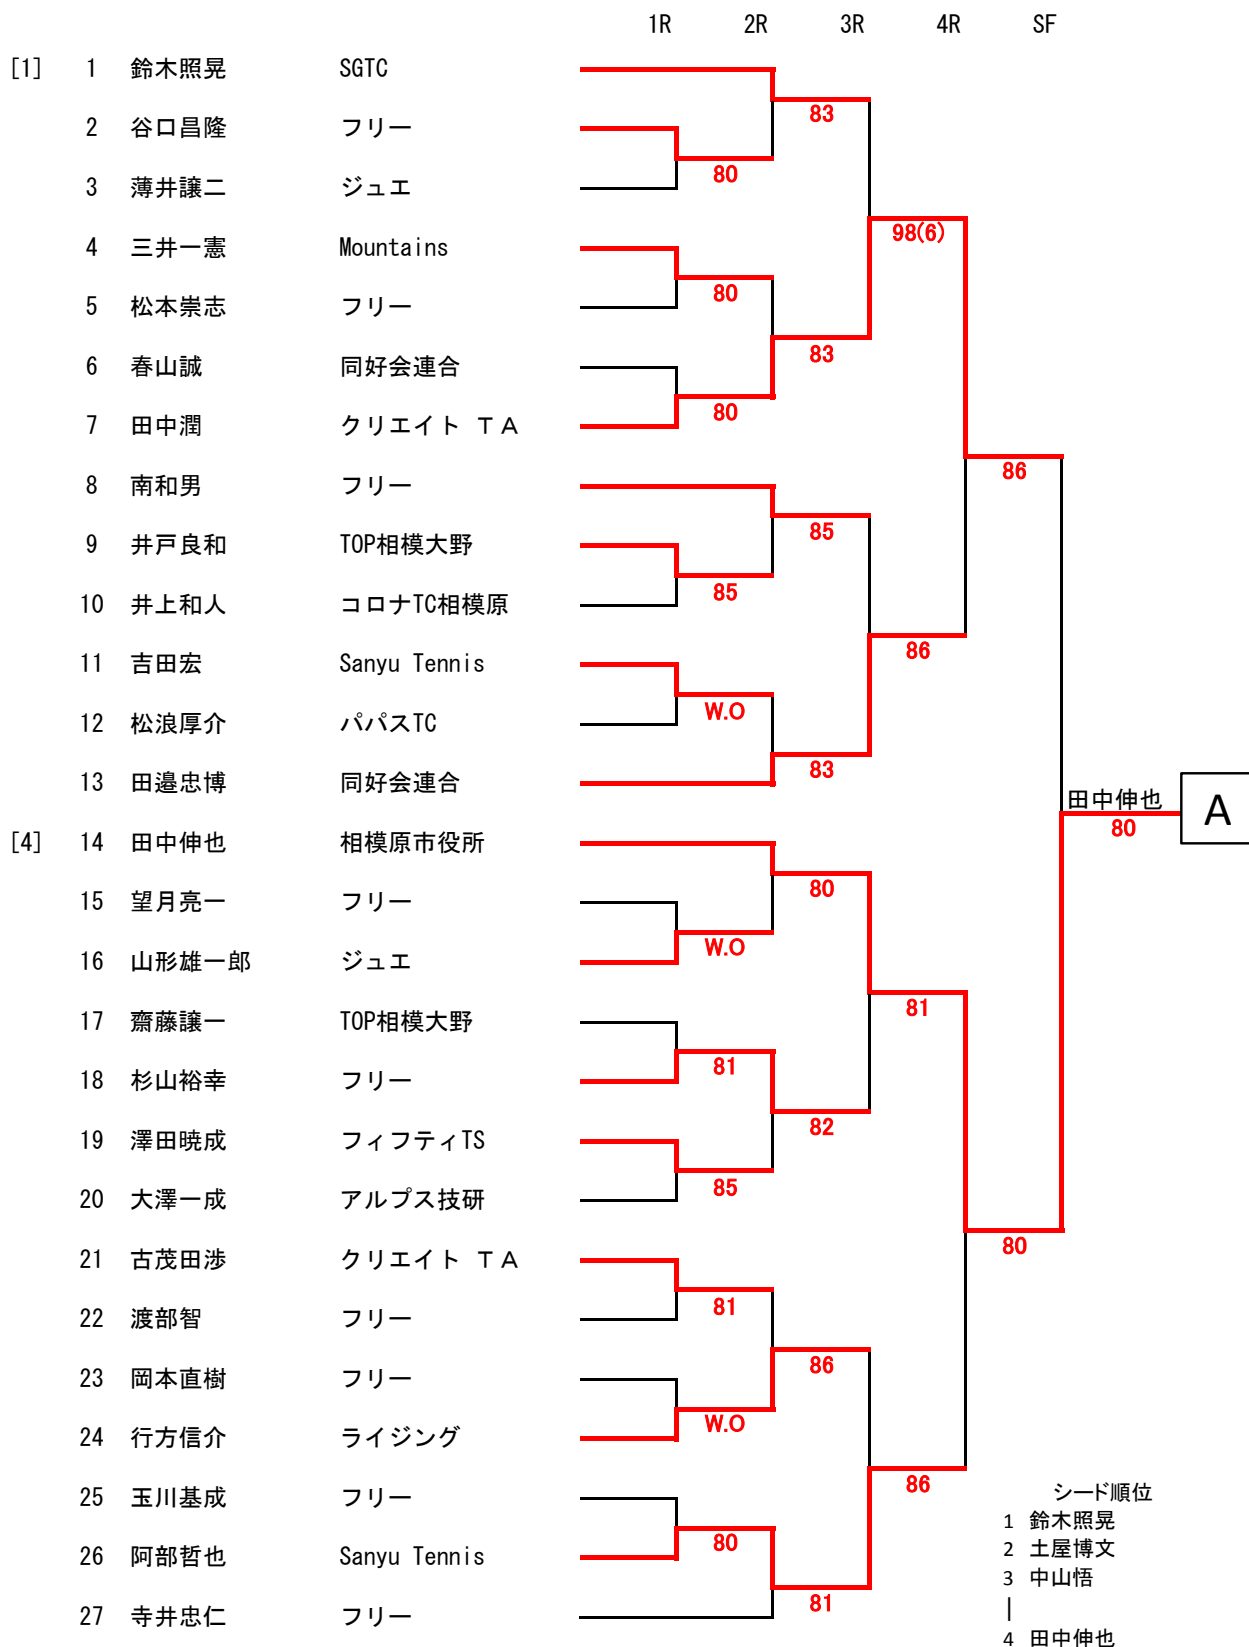 1R 2R 3R 4R SF
[1] 1 鈴木照晃 SGTC
83
2 谷口昌隆 フリー
80
3 薄井讓二 ジュエ
98(6)
4 三井一憲 Mountains
80
5 松本崇志 フリー
83
6 春山誠 同好会連合
80
7 田中潤 クリエイト ＴＡ
86
8 南和男 フリー
85
9 井戸良和 TOP相模大野
85
10 井上和人 コロナTC相模原
86
11 吉田宏 Sanyu Tennis
W.O
12 松浪厚介 パパスTC
83
13 田邉忠博 同好会連合
田中伸也 A
80
[4] 14 田中伸也 相模原市役所
80
15 望月亮一 フリー
W.O
16 山形雄一郎 ジュエ
81
17 齋藤譲一 TOP相模大野
81
18 杉山裕幸 フリー
82
19 澤田暁成 フィフティTS
85
20 大澤一成 アルプス技研
80
21 古茂田渉 クリエイト ＴＡ
81
22 渡部智 フリー
86
23 岡本直樹 フリー
W.O
24 行方信介 ライジング
86
25 玉川基成 フリー
80
26 阿部哲也 Sanyu Tennis
81
27 寺井忠仁 フリー
シード順位
1 鈴木照晃
2 土屋博文
3 中山悟
|
4 田中伸也